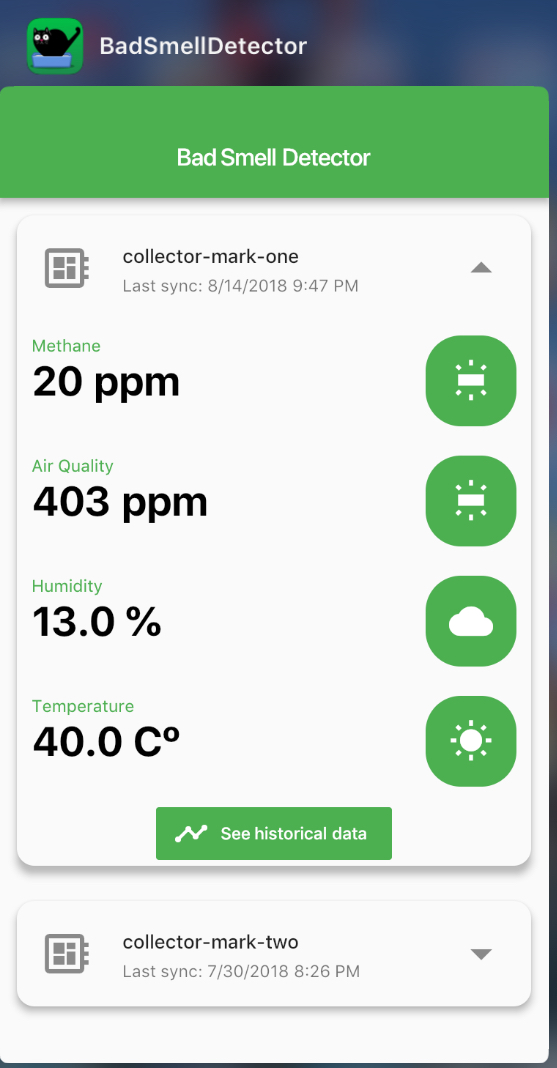 BadSmellDetector
Bad Smell Detector
collector-mark-one
Last sync: 8/14/2018 9:47 PM
Methane
20 ppm
Air Quality
403 ppm
Humidity
13.0 %
Temperature
40.0 Cº
See historical data
collector-mark-two
Last sync: 7/30/2018 8:26 PM